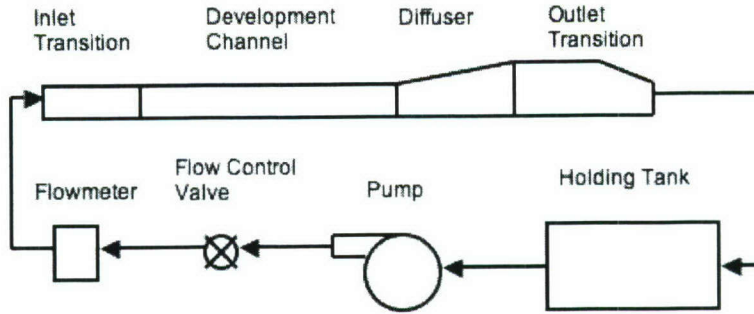 Inlet
Transition
Development
Channel
Diffuser
Outlet
Transition
Flowmeter
Flow Control
Valve
Pump
Holding Tank